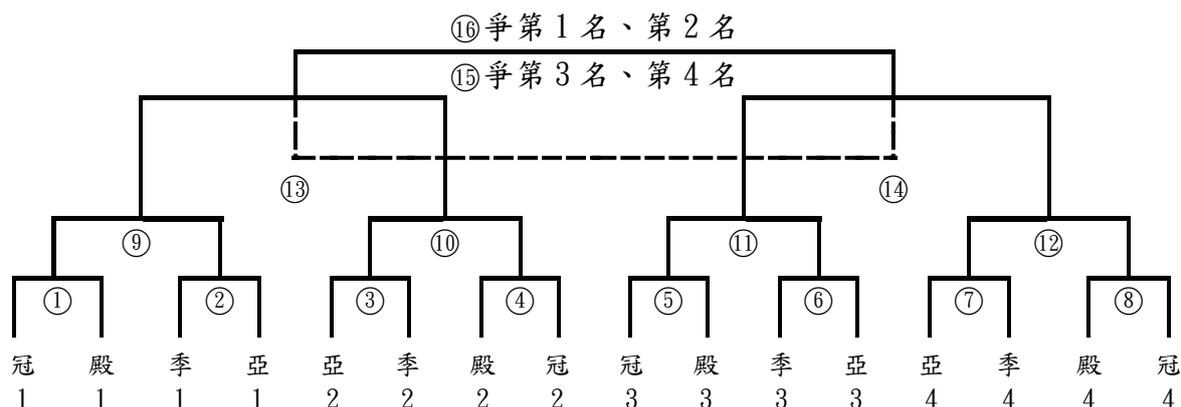 ⑯爭第1名、第2名
⑮爭第3名、第4名
⑬ ⑭
⑨ ⑩ ⑪ ⑫
① ② ③ ④ ⑤ ⑥ ⑦ ⑧
冠 殿 季 亞 亞 季 殿 冠 冠 殿 季 亞 亞 季 殿 冠
1 1 1 1 2 2 2 2 3 3 3 3 4 4 4 4